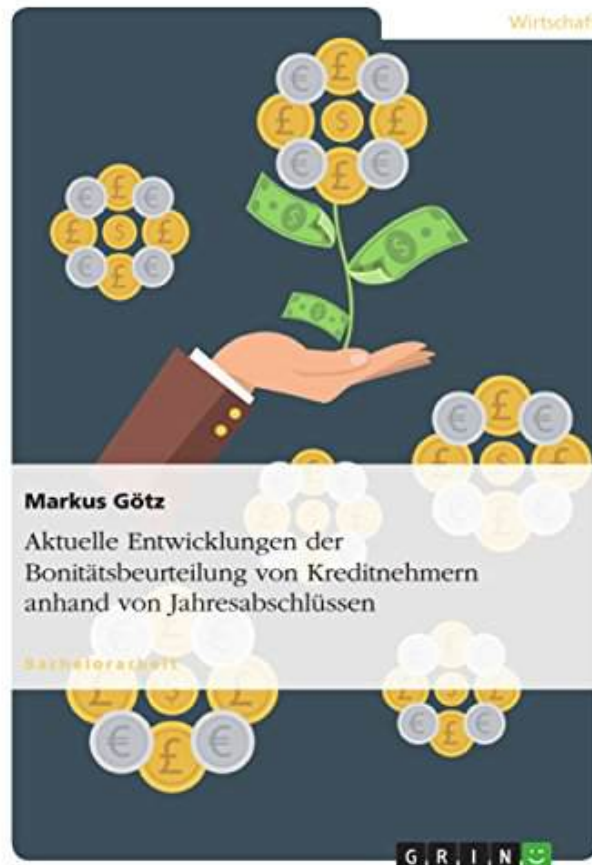 Wirtschaf
Markus Götz
Aktuelle Entwicklungen der
Bonitätsbeurteilung von Kreditnehmern
anhand von Jahresabschlüssen
Bachelorarbeit
GRIN